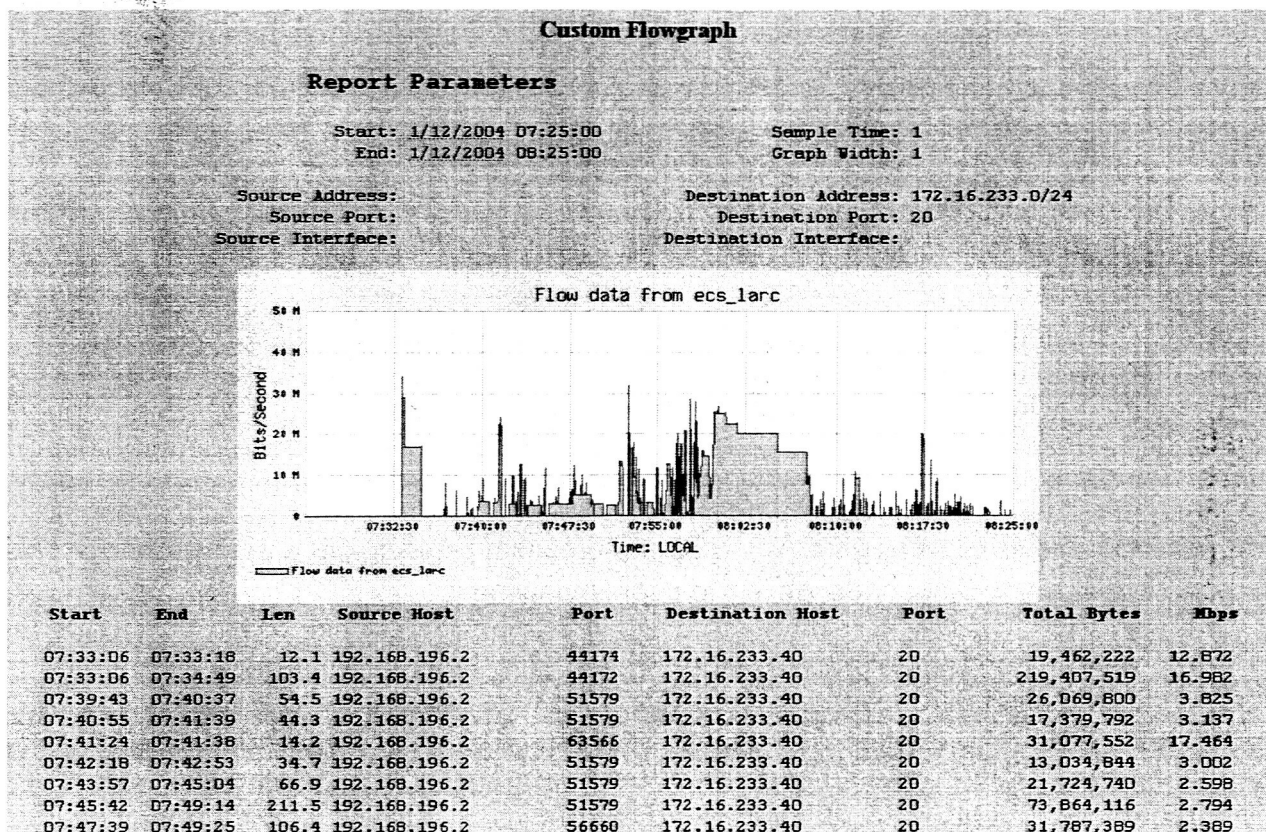 Custom Flowgraph
Report Parameters
Start: 1/12/2004 07:25:00 Sample Time: 1
End: 1/12/2004 08:25:00 Graph Width: 1
Source Address: Destination Address: 172.16.233.0/24
Source Port: Destination Port: 20
Source Interface: Destination Interface:
Flow data from ecs_larc
50 M
40 M
30 M
20 M
10 M
0
Bits/Second
07:32:30 07:40:00 07:47:30 07:55:00 08:02:30 08:10:00 08:17:30 08:25:00
Time: LOCAL
Flow data from ecs_larc
Start End Len Source Host Port Destination Host Port Total Bytes Mbps
07:33:06 07:33:18 12.1 192.168.196.2 44174 172.16.233.40 20 19,462,222 12.872
07:33:06 07:34:49 103.4 192.168.196.2 44172 172.16.233.40 20 219,407,519 16.982
07:39:43 07:40:37 54.5 192.168.196.2 51579 172.16.233.40 20 26,069,800 3.825
07:40:55 07:41:39 44.3 192.168.196.2 51579 172.16.233.40 20 17,379,792 3.137
07:41:24 07:41:38 14.2 192.168.196.2 63566 172.16.233.40 20 31,077,552 17.464
07:42:18 07:42:53 34.7 192.168.196.2 51579 172.16.233.40 20 13,034,844 3.002
07:43:57 07:45:04 66.9 192.168.196.2 51579 172.16.233.40 20 21,724,740 2.598
07:45:42 07:49:14 211.5 192.168.196.2 51579 172.16.233.40 20 73,864,116 2.794
07:47:39 07:49:25 106.4 192.168.196.2 56660 172.16.233.40 20 31,787,389 2.389